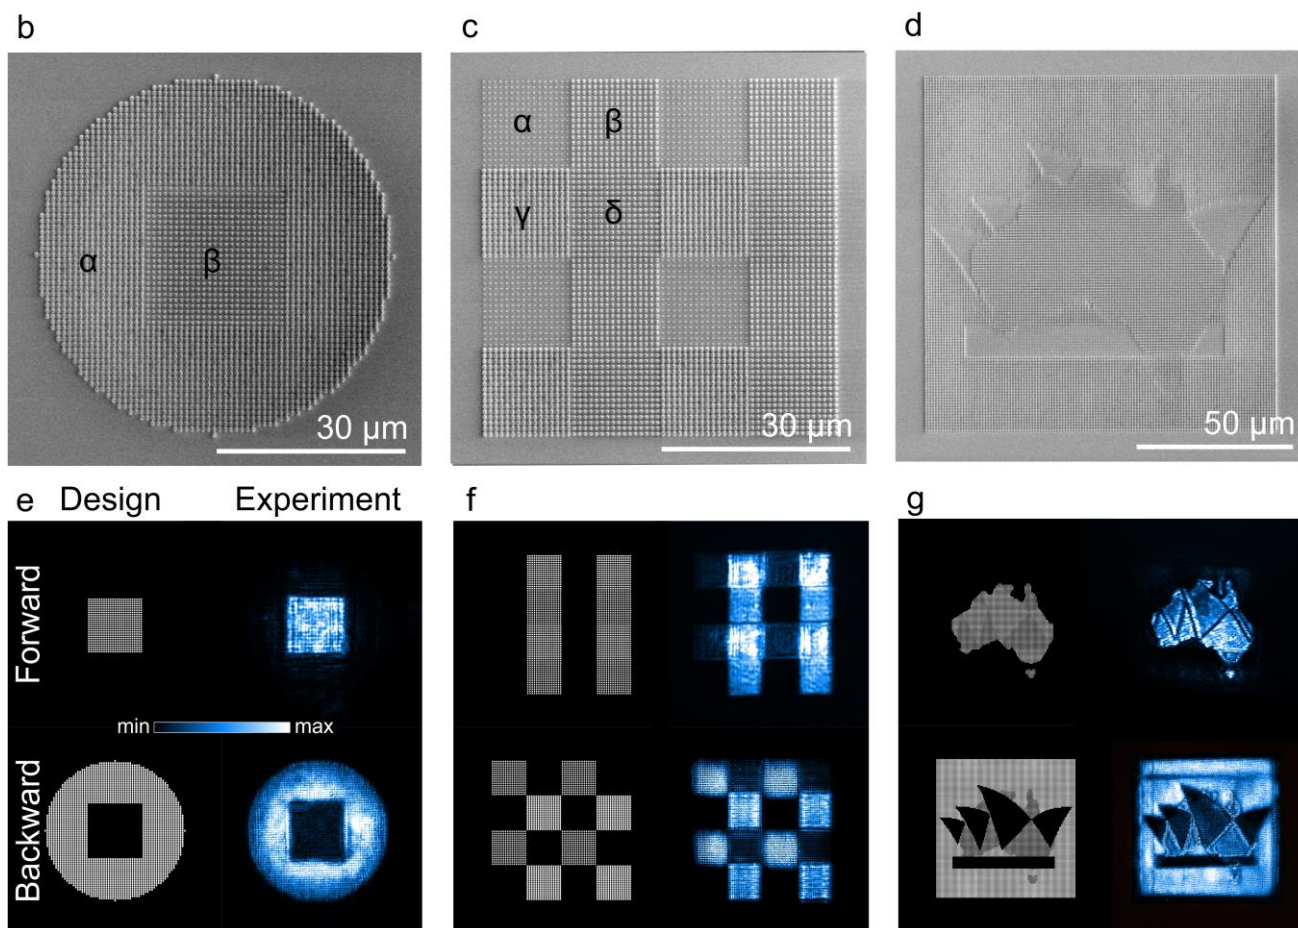 b
c
d
α
β
γ
δ
α
β
30 μm
30 μm
50 μm
e Design Experiment
f
g
Forward
min max
Backward